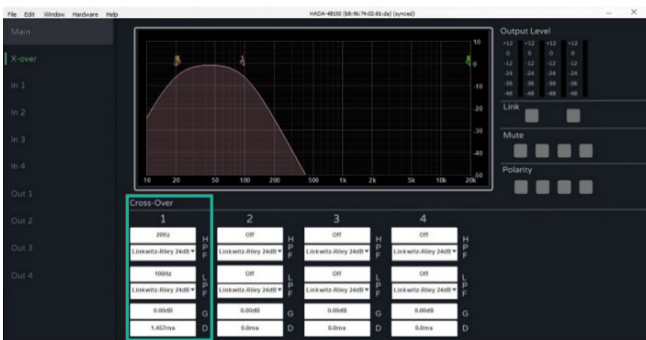 File Edit Window Hardware Help
HADA-4B150 (b8:96:74:02:81:da) (synced)
Main
X-over
In 1
In 2
In 3
In 4
Out 1
Out 2
Out 3
Out 4
10
0
-10
-20
-30
-40
-50
10 20 50 100 200 500 1k 2k 5k 10k 20k
Output Level
+12 +12 +12 +12
0 0 0 0
-12 -12 -12 -12
-24 -24 -24 -24
-36 -36 -36 -36
-48 -48 -48 -48
Link
Mute
Polarity
Cross-Over
1 2 3 4
20Hz Off Off Off
Linkwitz-Riley 24dB Linkwitz-Riley 24dB Linkwitz-Riley 24dB Linkwitz-Riley 24dB
HPF HPF HPF HPF
100Hz Off Off Off
Linkwitz-Riley 24dB Linkwitz-Riley 24dB Linkwitz-Riley 24dB Linkwitz-Riley 24dB
LPF LPF LPF LPF
0.00dB G 0.00dB G 0.00dB G 0.00dB G
1.457ms D 0.0ms D 0.0ms D 0.0ms D